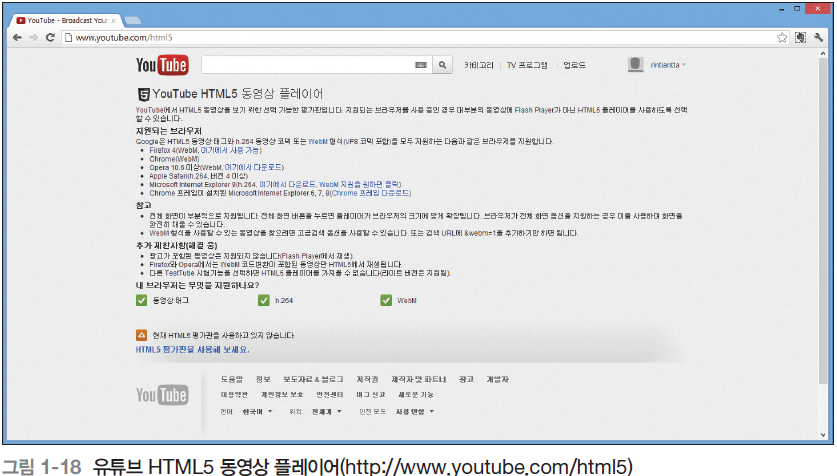 YouTube - Broadcast Your
www.youtube.com/html5
YouTube
카테고리 | TV 프로그램 | 업로드
rintiantta
YouTube HTML5 동영상 플레이어
YouTube에서 HTML5 동영상을 보기 위한 선택 가능한 평가판입니다. 지원되는 브라우저를 사용 중인 경우 대부분의 동영상에 Flash Player가 아닌 HTML5 플레이어를 사용하도록 선택
할 수 있습니다.
지원되는 브라우저
Google은 HTML5 동영상 태그와 h.264 동영상 코덱 또는 WebM 형식(VP8 코덱 포함)을 모두 지원하는 다음과 같은 브라우저을 지원합니다.
• Firefox 4(WebM, 여기에서 사용 가능)
• Chrome(WebM)
• Opera 10.6 이상(WebM, 여기에서 다운로드)
• Apple Safari(h.264, 버전 4 이상)
• Microsoft Internet Explorer 9(h.264, 여기에서 다운로드, WebM 지원을 원하면 클릭)
• Chrome 프레임이 설치된 Microsoft Internet Explorer 6, 7, 8(Chrome 프레임 다운로드)
참고
• 전체 화면이 부분적으로 지원됩니다. 전체 화면 버튼을 누르면 플레이어가 브라우저의 크기에 맞게 확장됩니다. 브라우저가 전체 화면 옵션을 지원하는 경우 이를 사용하여 화면을
완전히 채울 수 있습니다.
• WebM 형식을 사용할 수 있는 동영상을 찾으려면 고급검색 옵션을 사용할 수 있습니다. 또는 검색 URL에 &webm=1을 추가하기만 하면 됩니다.
추가 제한사항(해결 중)
• 광고가 포함된 동영상은 지원되지 않습니다(Flash Player에서 재생).
• Firefox와 Opera에서는 WebM 코드변환이 포함된 동영상만 HTML5에서 재생됩니다.
• 다른 TestTube 시험기능을 선택하면 HTML5 플레이어를 가져올 수 없습니다(라이트 버전은 지원됨).
내 브라우저는 무엇을 지원하나요?
동영상 태그 h.264 WebM
현재 HTML5 평가판을 사용하고 있지 않습니다.
HTML5 평가판을 사용해 보세요.
YouTube
도움말 정보 보도자료 & 블로그 저작권 제작자 및 파트너 광고 개발자
이용약관 개인정보 보호 안전센터 버그 신고 새로운 기능
언어: 한국어 ▼ 위치: 전세계 ▼ 안전 모드: 사용 안함 ▼
그림 1-18 유튜브 HTML5 동영상 플레이어(http://www.youtube.com/html5)